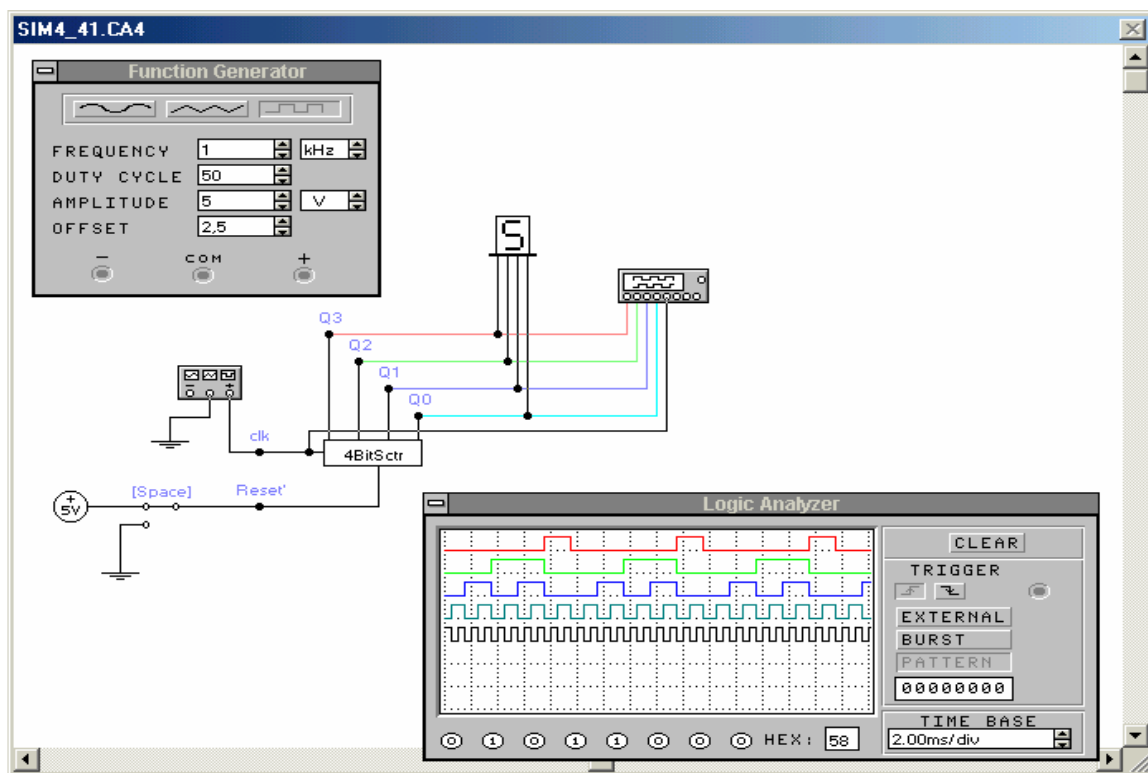 SIM4_41.CA4
Function Generator
FREQUENCY 1 kHz
DUTY CYCLE 50
AMPLITUDE 5 V
OFFSET 2,5
− COM +
5
Q3
Q2
Q1
Q0
clk
4BitSctr
[Space] Reset'
+
5V
Logic Analyzer
CLEAR
TRIGGER
EXTERNAL
BURST
PATTERN
00000000
TIME BASE
2.00ms/div
0 1 0 1 1 0 0 0 HEX: 58